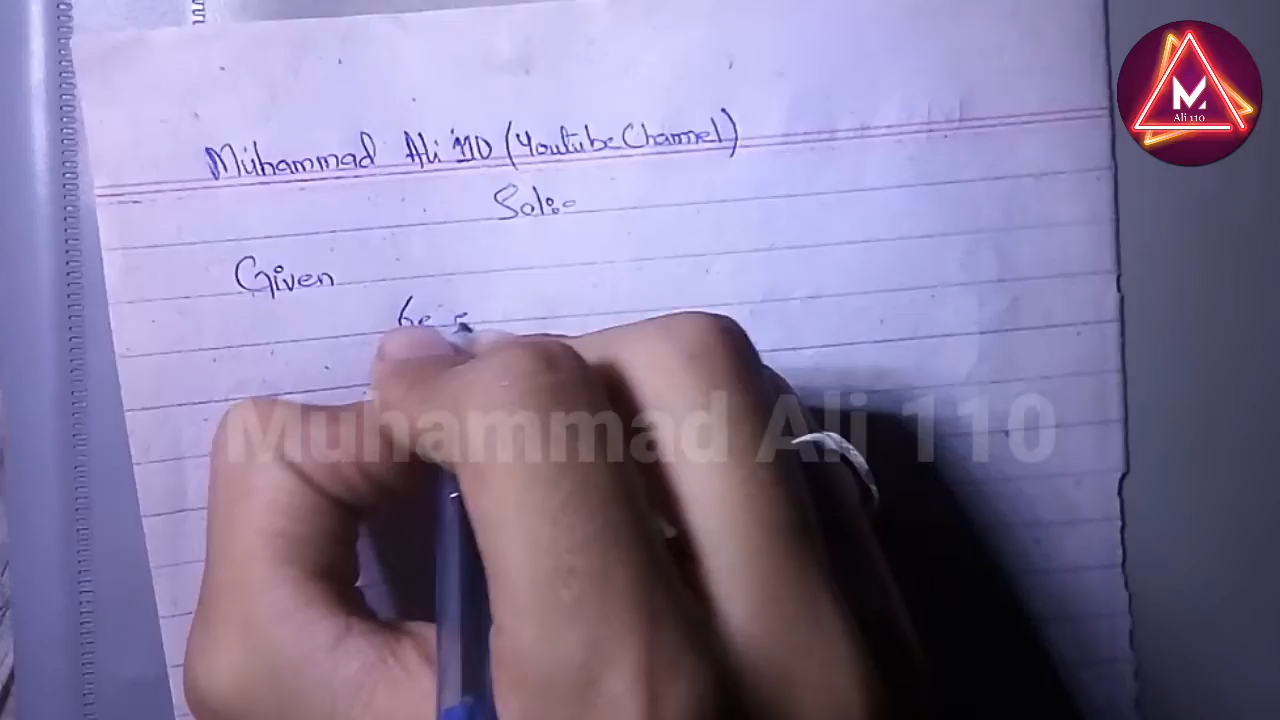 Muhammad Ali 110 (Youtube Channel)
Sol:-
Given
Muhammad Ali 110
M
Ali 110